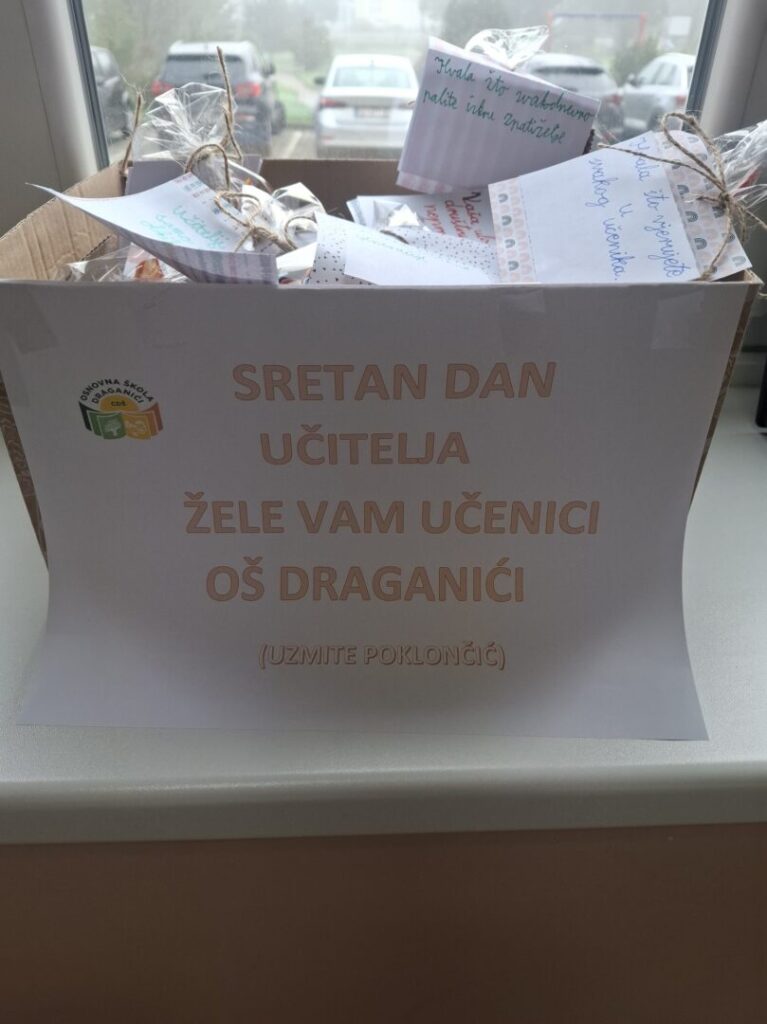 Hvala što svakodnevno
palite iskru znatiželje
Hvala što vjerujete
u
svakog učenika.
OSNOVNA ŠKOLA
DRAGANIĆI
SRETAN DAN
UČITELJA
ŽELE VAM UČENICI
OŠ DRAGANIĆI
(UZMITE POKLONČIĆ)